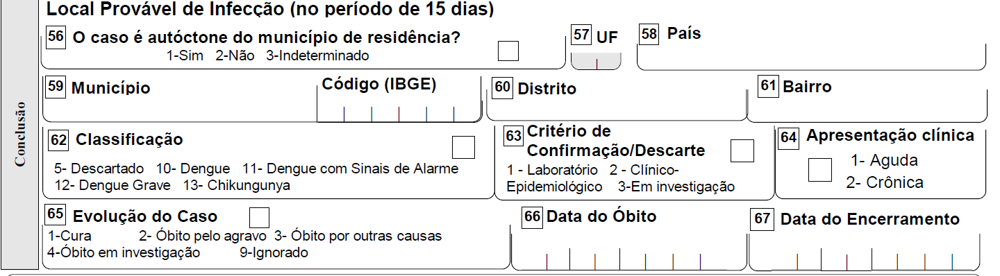 Conclusão
Local Provável de Infecção (no período de 15 dias)
56 O caso é autóctone do município de residência?
1-Sim 2-Não 3-Indeterminado
57 UF
58 País
59 Município
Código (IBGE)
60 Distrito
61 Bairro
62 Classificação
5- Descartado 10- Dengue 11- Dengue com Sinais de Alarme
12- Dengue Grave 13- Chikungunya
63 Critério de
Confirmação/Descarte
1 - Laboratório 2 - Clínico-
Epidemiológico 3-Em investigação
64 Apresentação clínica
1- Aguda
2- Crônica
65 Evolução do Caso
1-Cura 2- Óbito pelo agravo 3- Óbito por outras causas
4-Óbito em investigação 9-Ignorado
66 Data do Óbito
67 Data do Encerramento